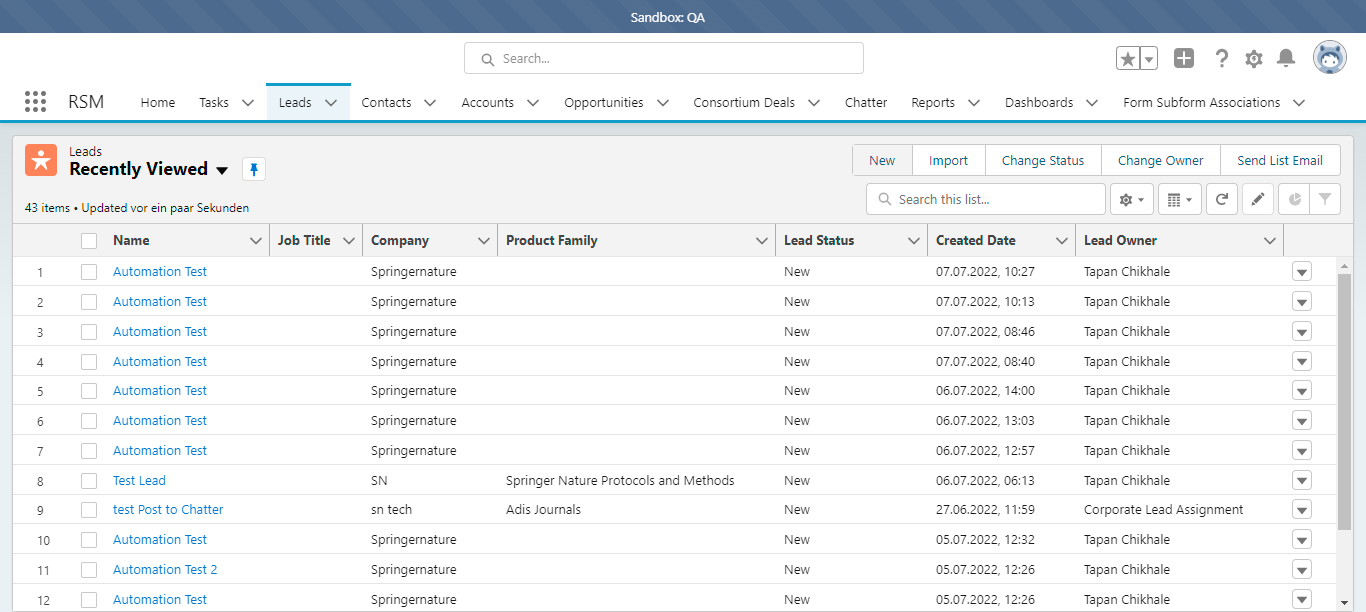 Sandbox: QA
Search...
RSM Home Tasks Leads Contacts Accounts Opportunities Consortium Deals Chatter Reports Dashboards Form Subform Associations
Leads
Recently Viewed
New Import Change Status Change Owner Send List Email
43 items • Updated vor ein paar Sekunden
Search this list...
Name Job Title Company Product Family Lead Status Created Date Lead Owner
1 Automation Test Springernature New 07.07.2022, 10:27 Tapan Chikhale
2 Automation Test Springernature New 07.07.2022, 10:13 Tapan Chikhale
3 Automation Test Springernature New 07.07.2022, 08:46 Tapan Chikhale
4 Automation Test Springernature New 07.07.2022, 08:40 Tapan Chikhale
5 Automation Test Springernature New 06.07.2022, 14:00 Tapan Chikhale
6 Automation Test Springernature New 06.07.2022, 13:03 Tapan Chikhale
7 Automation Test Springernature New 06.07.2022, 12:57 Tapan Chikhale
8 Test Lead SN Springer Nature Protocols and Methods New 06.07.2022, 06:13 Tapan Chikhale
9 test Post to Chatter sn tech Adis Journals New 27.06.2022, 11:59 Corporate Lead Assignment
10 Automation Test Springernature New 05.07.2022, 12:32 Tapan Chikhale
11 Automation Test 2 Springernature New 05.07.2022, 12:26 Tapan Chikhale
12 Automation Test Springernature New 05.07.2022, 12:26 Tapan Chikhale